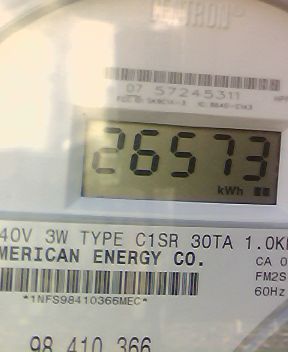 CENTRON
07 57245311
26573
kWh
40V 3W TYPE C1SR 30TA 1.0K
MERICAN ENERGY CO.
CA 0
FM2S
60Hz
*1NFS98410366MEC*
98 410 366